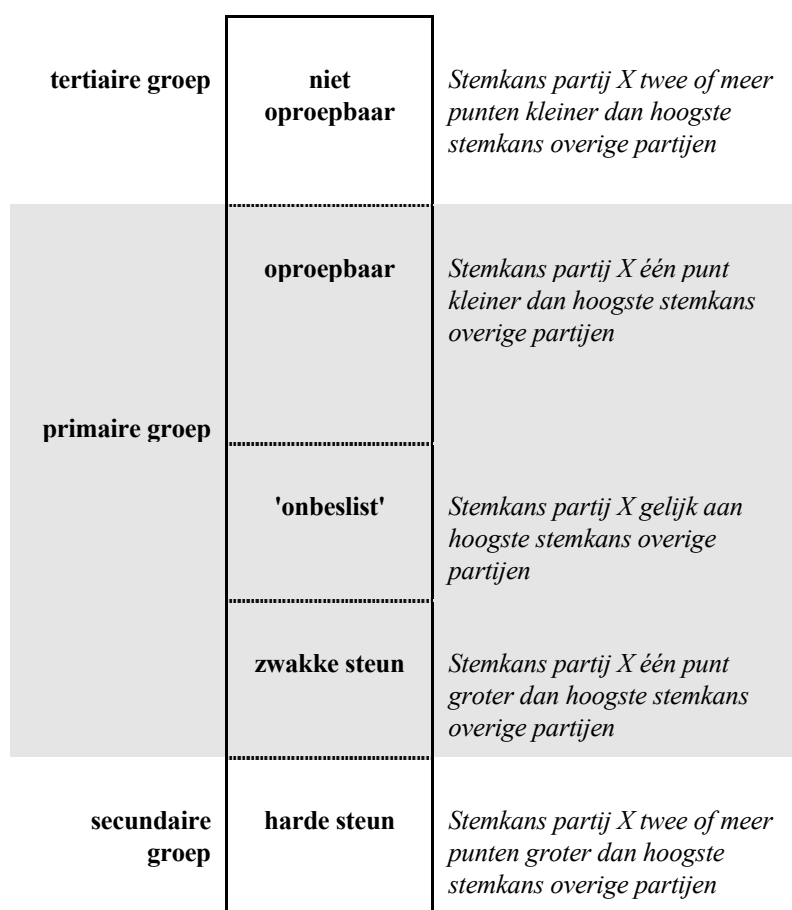 tertiaire groep
niet
oproepbaar
Stemkans partij X twee of meer
punten kleiner dan hoogste
stemkans overige partijen
oproepbaar
Stemkans partij X één punt
kleiner dan hoogste stemkans
overige partijen
primaire groep
'onbeslist'
Stemkans partij X gelijk aan
hoogste stemkans overige
partijen
zwakke steun
Stemkans partij X één punt
groter dan hoogste stemkans
overige partijen
secundaire
groep
harde steun
Stemkans partij X twee of meer
punten groter dan hoogste
stemkans overige partijen